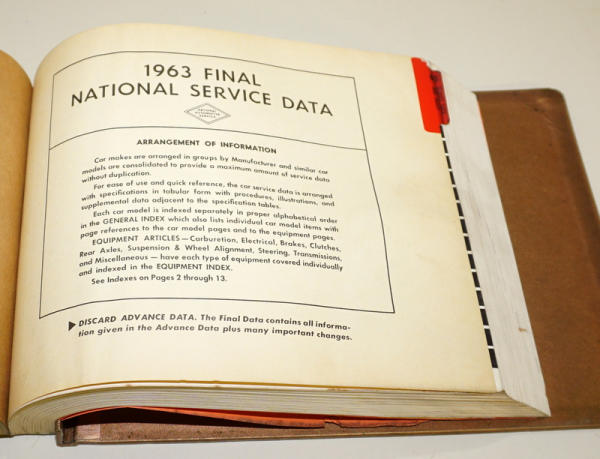 1963 FINAL
NATIONAL SERVICE DATA
NATIONAL
AUTOMOTIVE
SERVICE
ARRANGEMENT OF INFORMATION
Car makes are arranged in groups by Manufacturer and similar car
models are consolidated to provide a maximum amount of service data
without duplication.
For ease of use and quick reference, the car service data is arranged
with specifications in tabular form with procedures, illustrations, and
supplemental data adjacent to the specification tables.
Each car model is indexed separately in proper alphabetical order
in the GENERAL INDEX which also lists individual car model items with
page references to the car model pages and to the equipment pages.
EQUIPMENT ARTICLES — Carburetion, Electrical, Brakes, Clutches,
Rear Axles, Suspension & Wheel Alignment, Steering, Transmissions,
and Miscellaneous — have each type of equipment covered individually
and indexed in the EQUIPMENT INDEX.
See Indexes on Pages 2 through 13.
DISCARD ADVANCE DATA. The Final Data contains all informa-
tion given in the Advance Data plus many important changes.